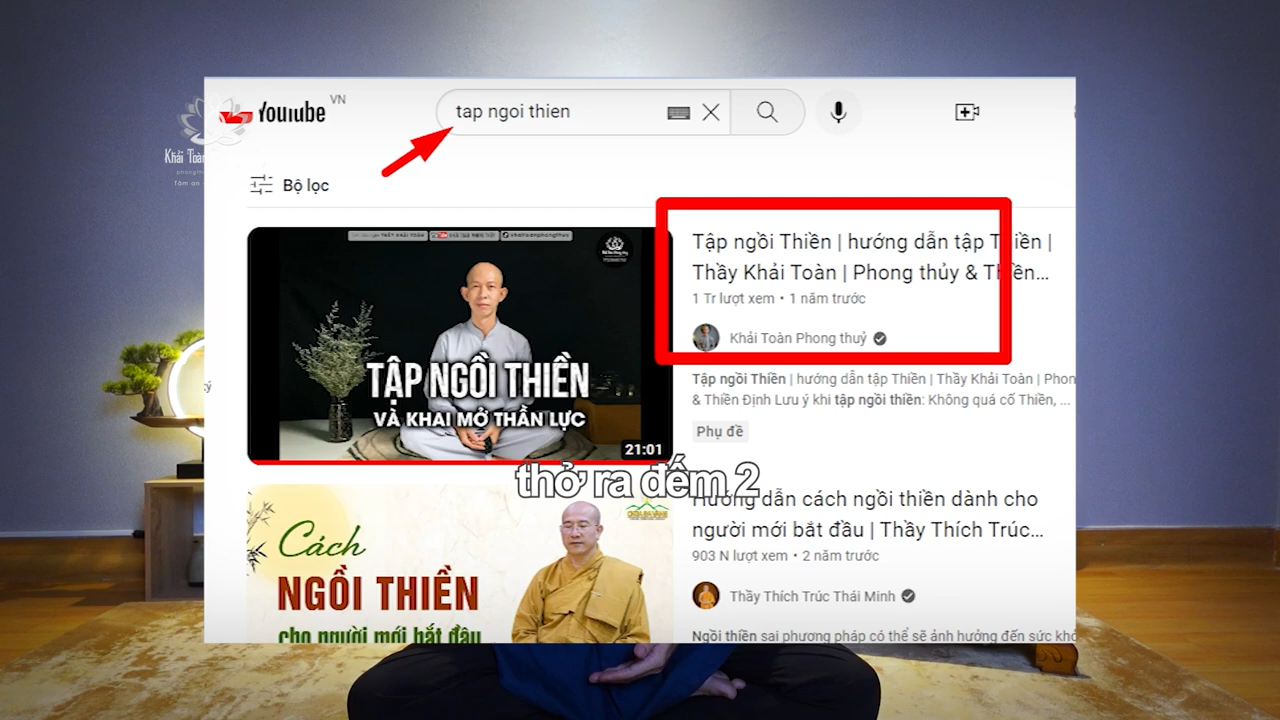 YouTube VN
tap ngoi thien
Khải Toàn
Bộ lọc
Tập ngồi Thiền | hướng dẫn tập Thiền |
Thầy Khải Toàn | Phong thủy & Thiền...
1 Tr lượt xem • 1 năm trước
Khải Toàn Phong thuỷ
TẬP NGỒI THIỀN
VÀ KHAI MỞ THẦN LỰC
21:01
Tập ngồi Thiền | hướng dẫn tập Thiền | Thầy Khải Toàn | Phon
& Thiền Định Lưu ý khi tập ngồi thiền: Không quá cố Thiền, ...
Phụ đề
thở ra đếm 2
Hướng dẫn cách ngồi thiền dành cho
người mới bắt đầu | Thầy Thích Trúc...
903 N lượt xem • 2 năm trước
Thầy Thích Trúc Thái Minh
Ngồi thiền sai phương pháp có thể sẽ ảnh hưởng đến sức khỏ
Cách
NGỒI THIỀN
cho người mới bắt đầu